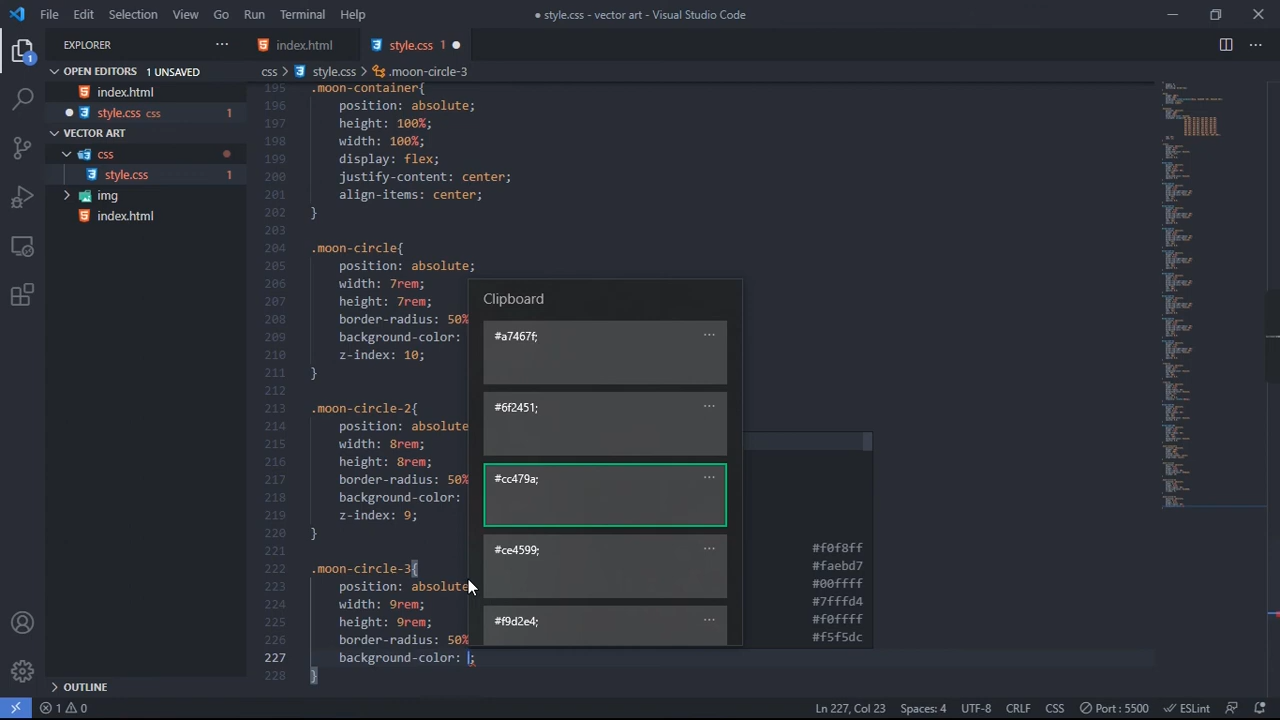 File Edit Selection View Go Run Terminal Help
● style.css - vector art - Visual Studio Code
EXPLORER
index.html
style.css 1
OPEN EDITORS 1 UNSAVED
index.html
style.css css 1
VECTOR ART
css
style.css 1
img
index.html
OUTLINE
css > style.css > .moon-circle-3
195 .moon-container{
196 position: absolute;
197 height: 100%;
198 width: 100%;
199 display: flex;
200 justify-content: center;
201 align-items: center;
202 }
203
204 .moon-circle{
205 position: absolute;
206 width: 7rem;
207 height: 7rem;
208 border-radius: 50%
209 background-color:
210 z-index: 10;
211 }
212
213 .moon-circle-2{
214 position: absolute
215 width: 8rem;
216 height: 8rem;
217 border-radius: 50%
218 background-color:
219 z-index: 9;
220 }
221
222 .moon-circle-3{
223 position: absolute
224 width: 9rem;
225 height: 9rem;
226 border-radius: 50%
227 background-color: ;
228 }
Clipboard
#a7467f;
#6f2451;
#cc479a;
#ce4599;
#f9d2e4;
#f0f8ff
#faebd7
#00ffff
#7fffd4
#f0ffff
#f5f5dc
1 0
Ln 227, Col 23
Spaces: 4
UTF-8
CRLF
CSS
Port : 5500
ESLint